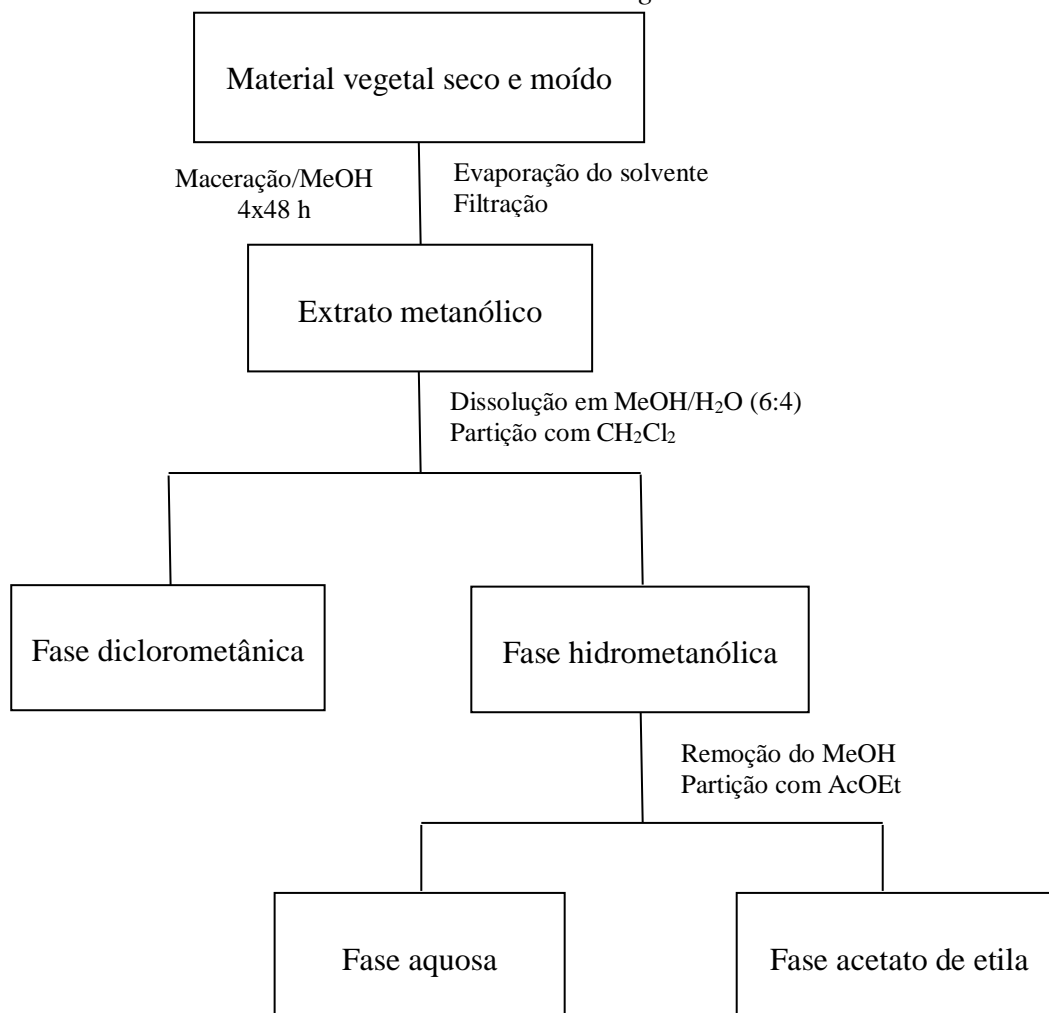 Material vegetal seco e moído
Maceração/MeOH
4x48 h
Evaporação do solvente
Filtração
Extrato metanólico
Dissolução em MeOH/H₂O (6:4)
Partição com CH₂Cl₂
Fase diclorometânica
Fase hidrometanólica
Remoção do MeOH
Partição com AcOEt
Fase aquosa
Fase acetato de etila